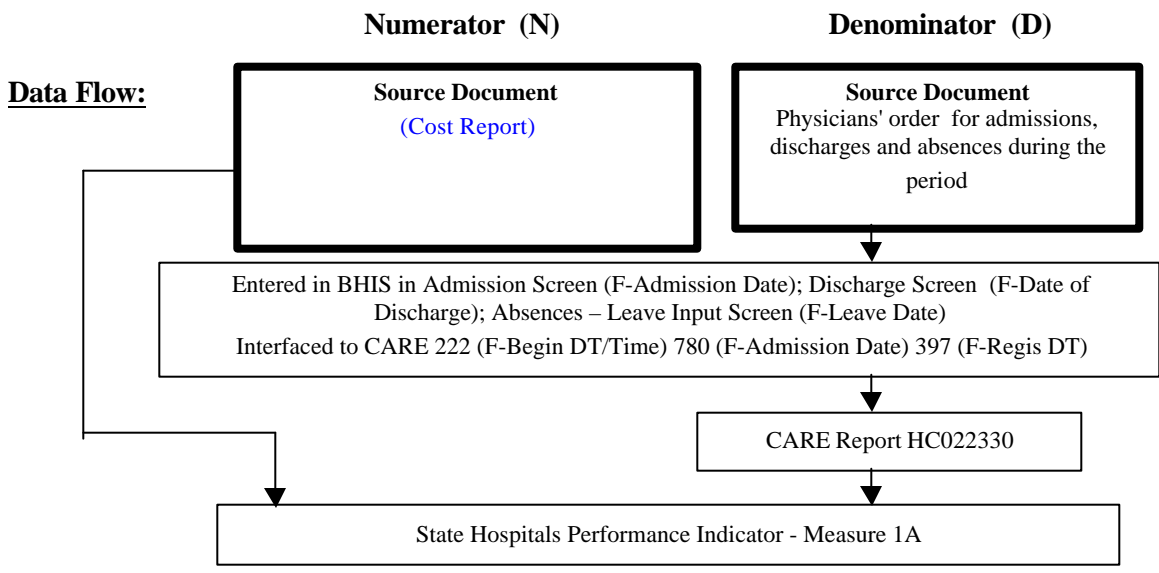 Numerator (N)
Denominator (D)
Data Flow:
Source Document
(Cost Report)
Source Document
Physicians' order for admissions,
discharges and absences during the
period
Entered in BHIS in Admission Screen (F-Admission Date); Discharge Screen (F-Date of
Discharge); Absences – Leave Input Screen (F-Leave Date)
Interfaced to CARE 222 (F-Begin DT/Time) 780 (F-Admission Date) 397 (F-Regis DT)
CARE Report HC022330
State Hospitals Performance Indicator - Measure 1A